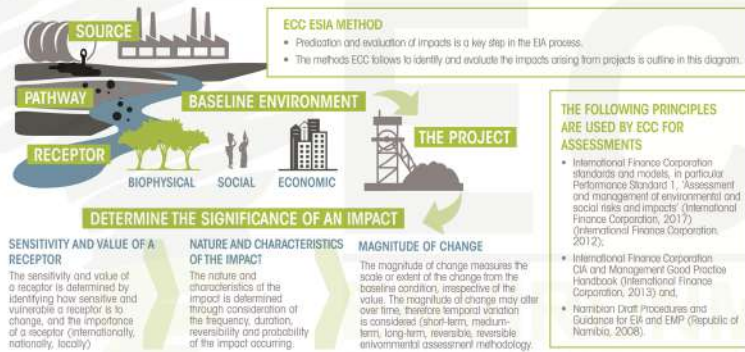 SOURCE
PATHWAY
RECEPTOR
BASELINE ENVIRONMENT
BIOPHYSICAL
SOCIAL
ECONOMIC
THE PROJECT
ECC ESIA METHOD
• Predication and evaluation of impacts is a key step in the EIA process.
• The methods ECC follows to identify and evaluate the impacts arising from projects is outline in this diagram.
DETERMINE THE SIGNIFICANCE OF AN IMPACT
SENSITIVITY AND VALUE OF A
RECEPTOR
The sensitivity and value of
a receptor is determined by
identifying how sensitive and
vulnerable a receptor is to
change, and the importance
of a receptor (internationally,
nationally, locally)
NATURE AND CHARACTERISTICS
OF THE IMPACT
The nature and
characteristics of the
impact is determined
through consideration of
the frequency, duration,
reversibility and probability
of the impact occurring
MAGNITUDE OF CHANGE
The magnitude of change measures the
scale or extent of the change from the
baseline condition, irrespective of the
value. The magnitude of change may alter
over time, therefore temporal variation
is considered (short-term, medium-
term, long-term, reversible, reversible
environmental assessment methodology.
THE FOLLOWING PRINCIPLES
ARE USED BY ECC FOR
ASSESSMENTS
• International Finance Corporation
standards and models, in particular
Performance Standard 1, 'Assessment
and management of environmental and
social risks and impacts' (International
Finance Corporation, 2017)
(International Finance Corporation,
2012);
• International Finance Corporation
CIA and Management Good Practice
Handbook (International Finance
Corporation, 2013) and,
• Namibian Draft Procedures and
Guidance for EIA and EMP (Republic of
Namibia, 2008).